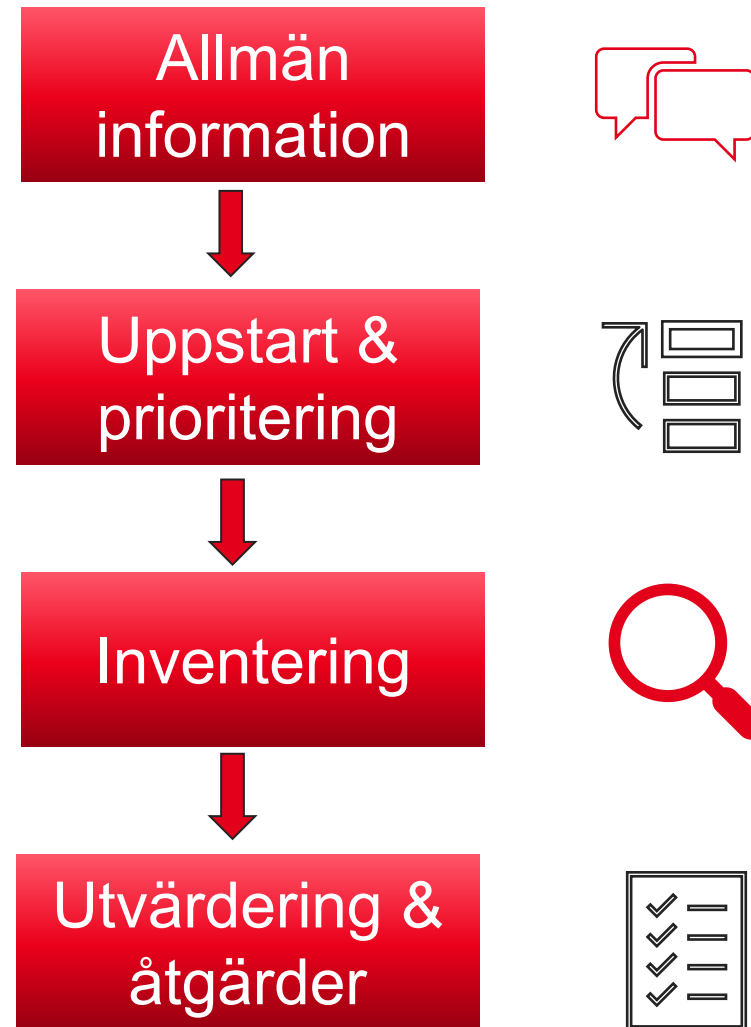 Allmän
information
Uppstart &
prioritering
Inventering
Utvärdering &
åtgärder